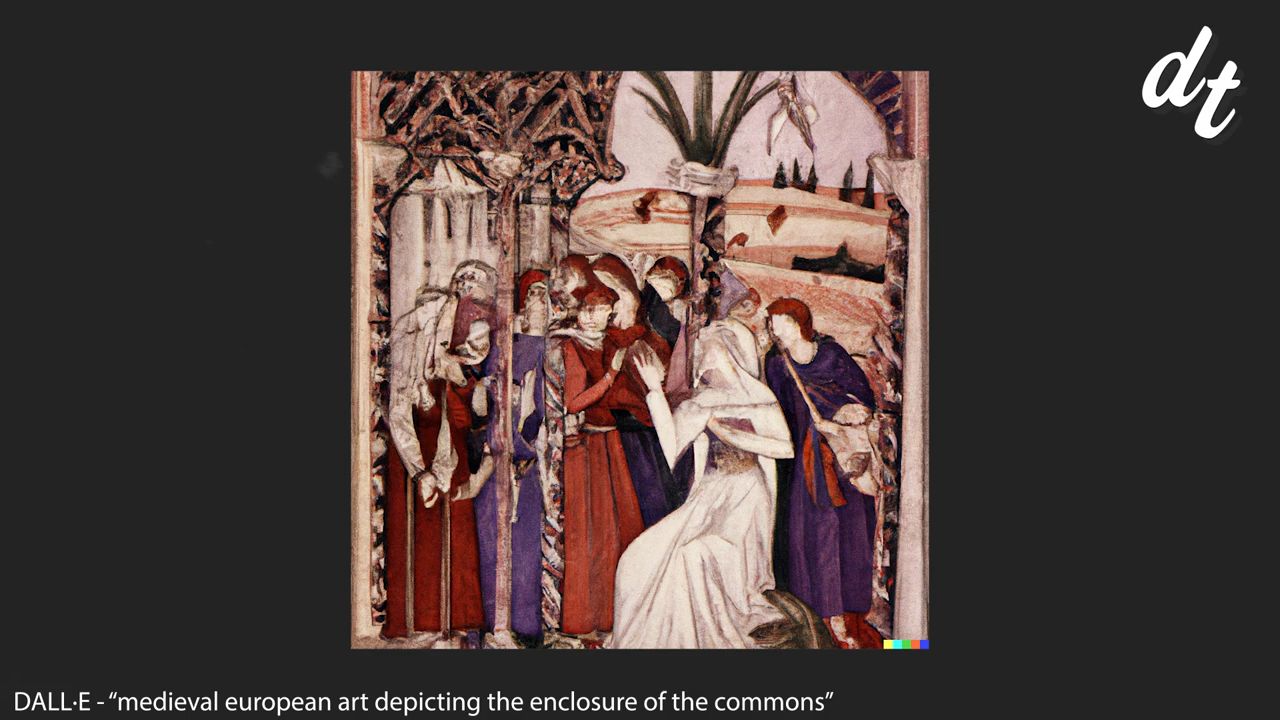 dt
DALL·E - “medieval european art depicting the enclosure of the commons”